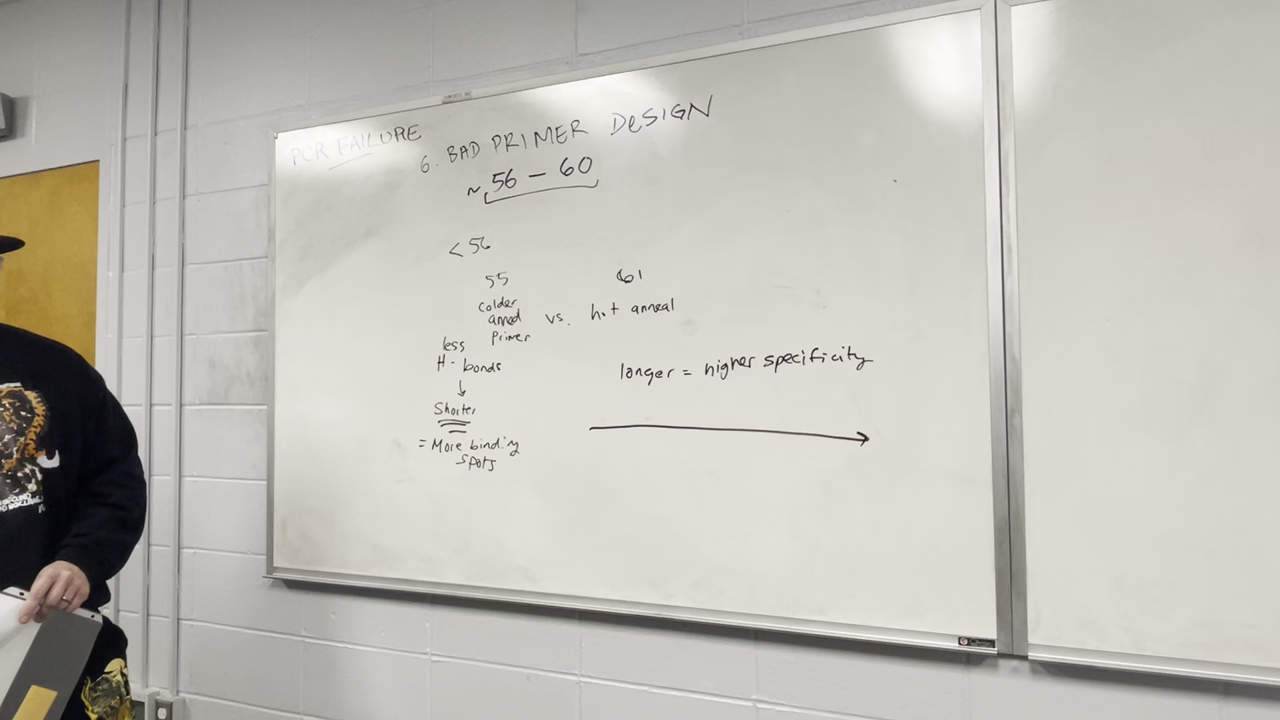 PCR FAILURE
6. BAD PRIMER DeSIGN
~ 56 - 60
< 56
55
61
colder
anneal
Primer
vs.
hot anneal
less
H-bonds
↓
Shorter
= More binding
spots
longer = higher specificity